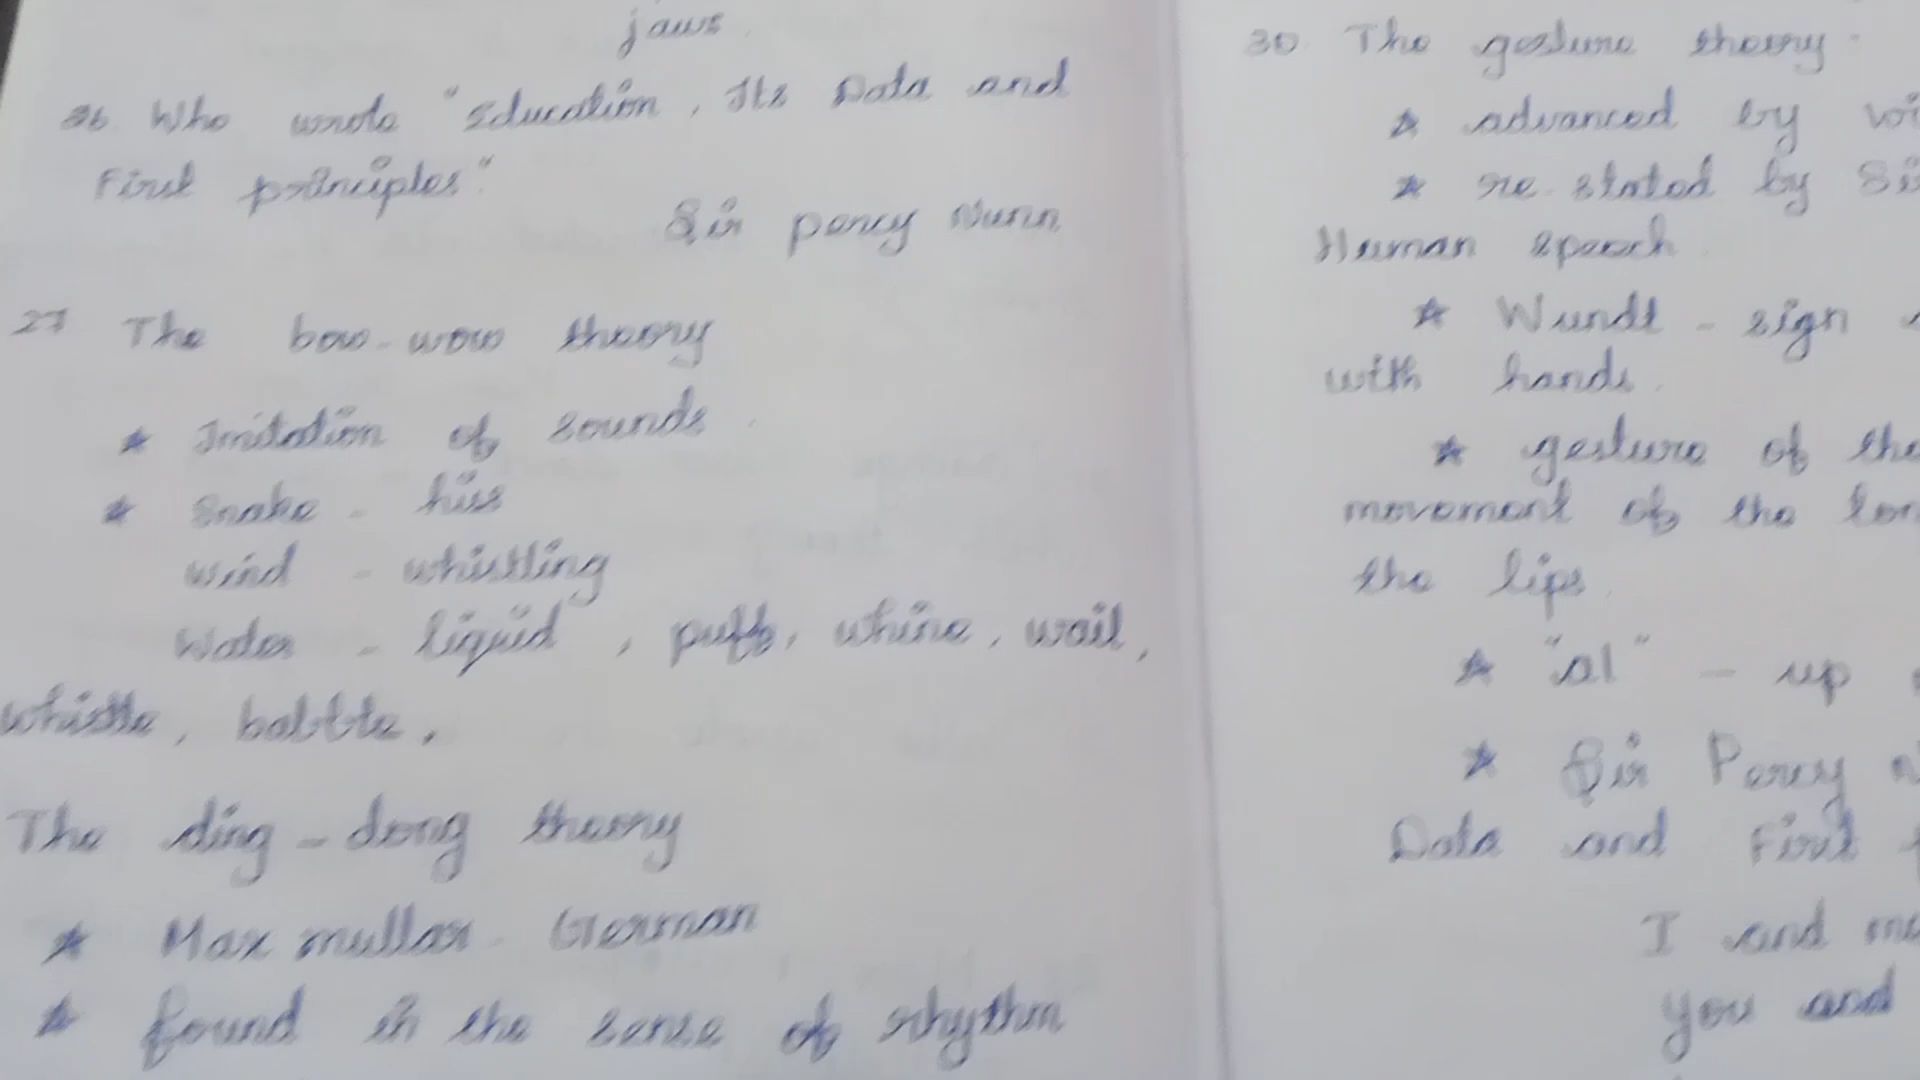 jaws
26 Who wrote "Education, Its Data and
First principles"
Sir percy Nunn
27 The bow-wow theory
* Imitation of sounds.
* Snake - hiss
wind - whistling
Water - liquid, puff, whine, wail,
whistle, babble,
The ding-dong theory
* Max muller - German
* found in the sense of rhythm
30 The gesture theory.
* advanced by
* re-stated by
Human speech
* Wundt - sign
with hands.
* gesture of the
movement of the
the lips.
* "al" - up
* Sir Percy
Data and First
I and
you and